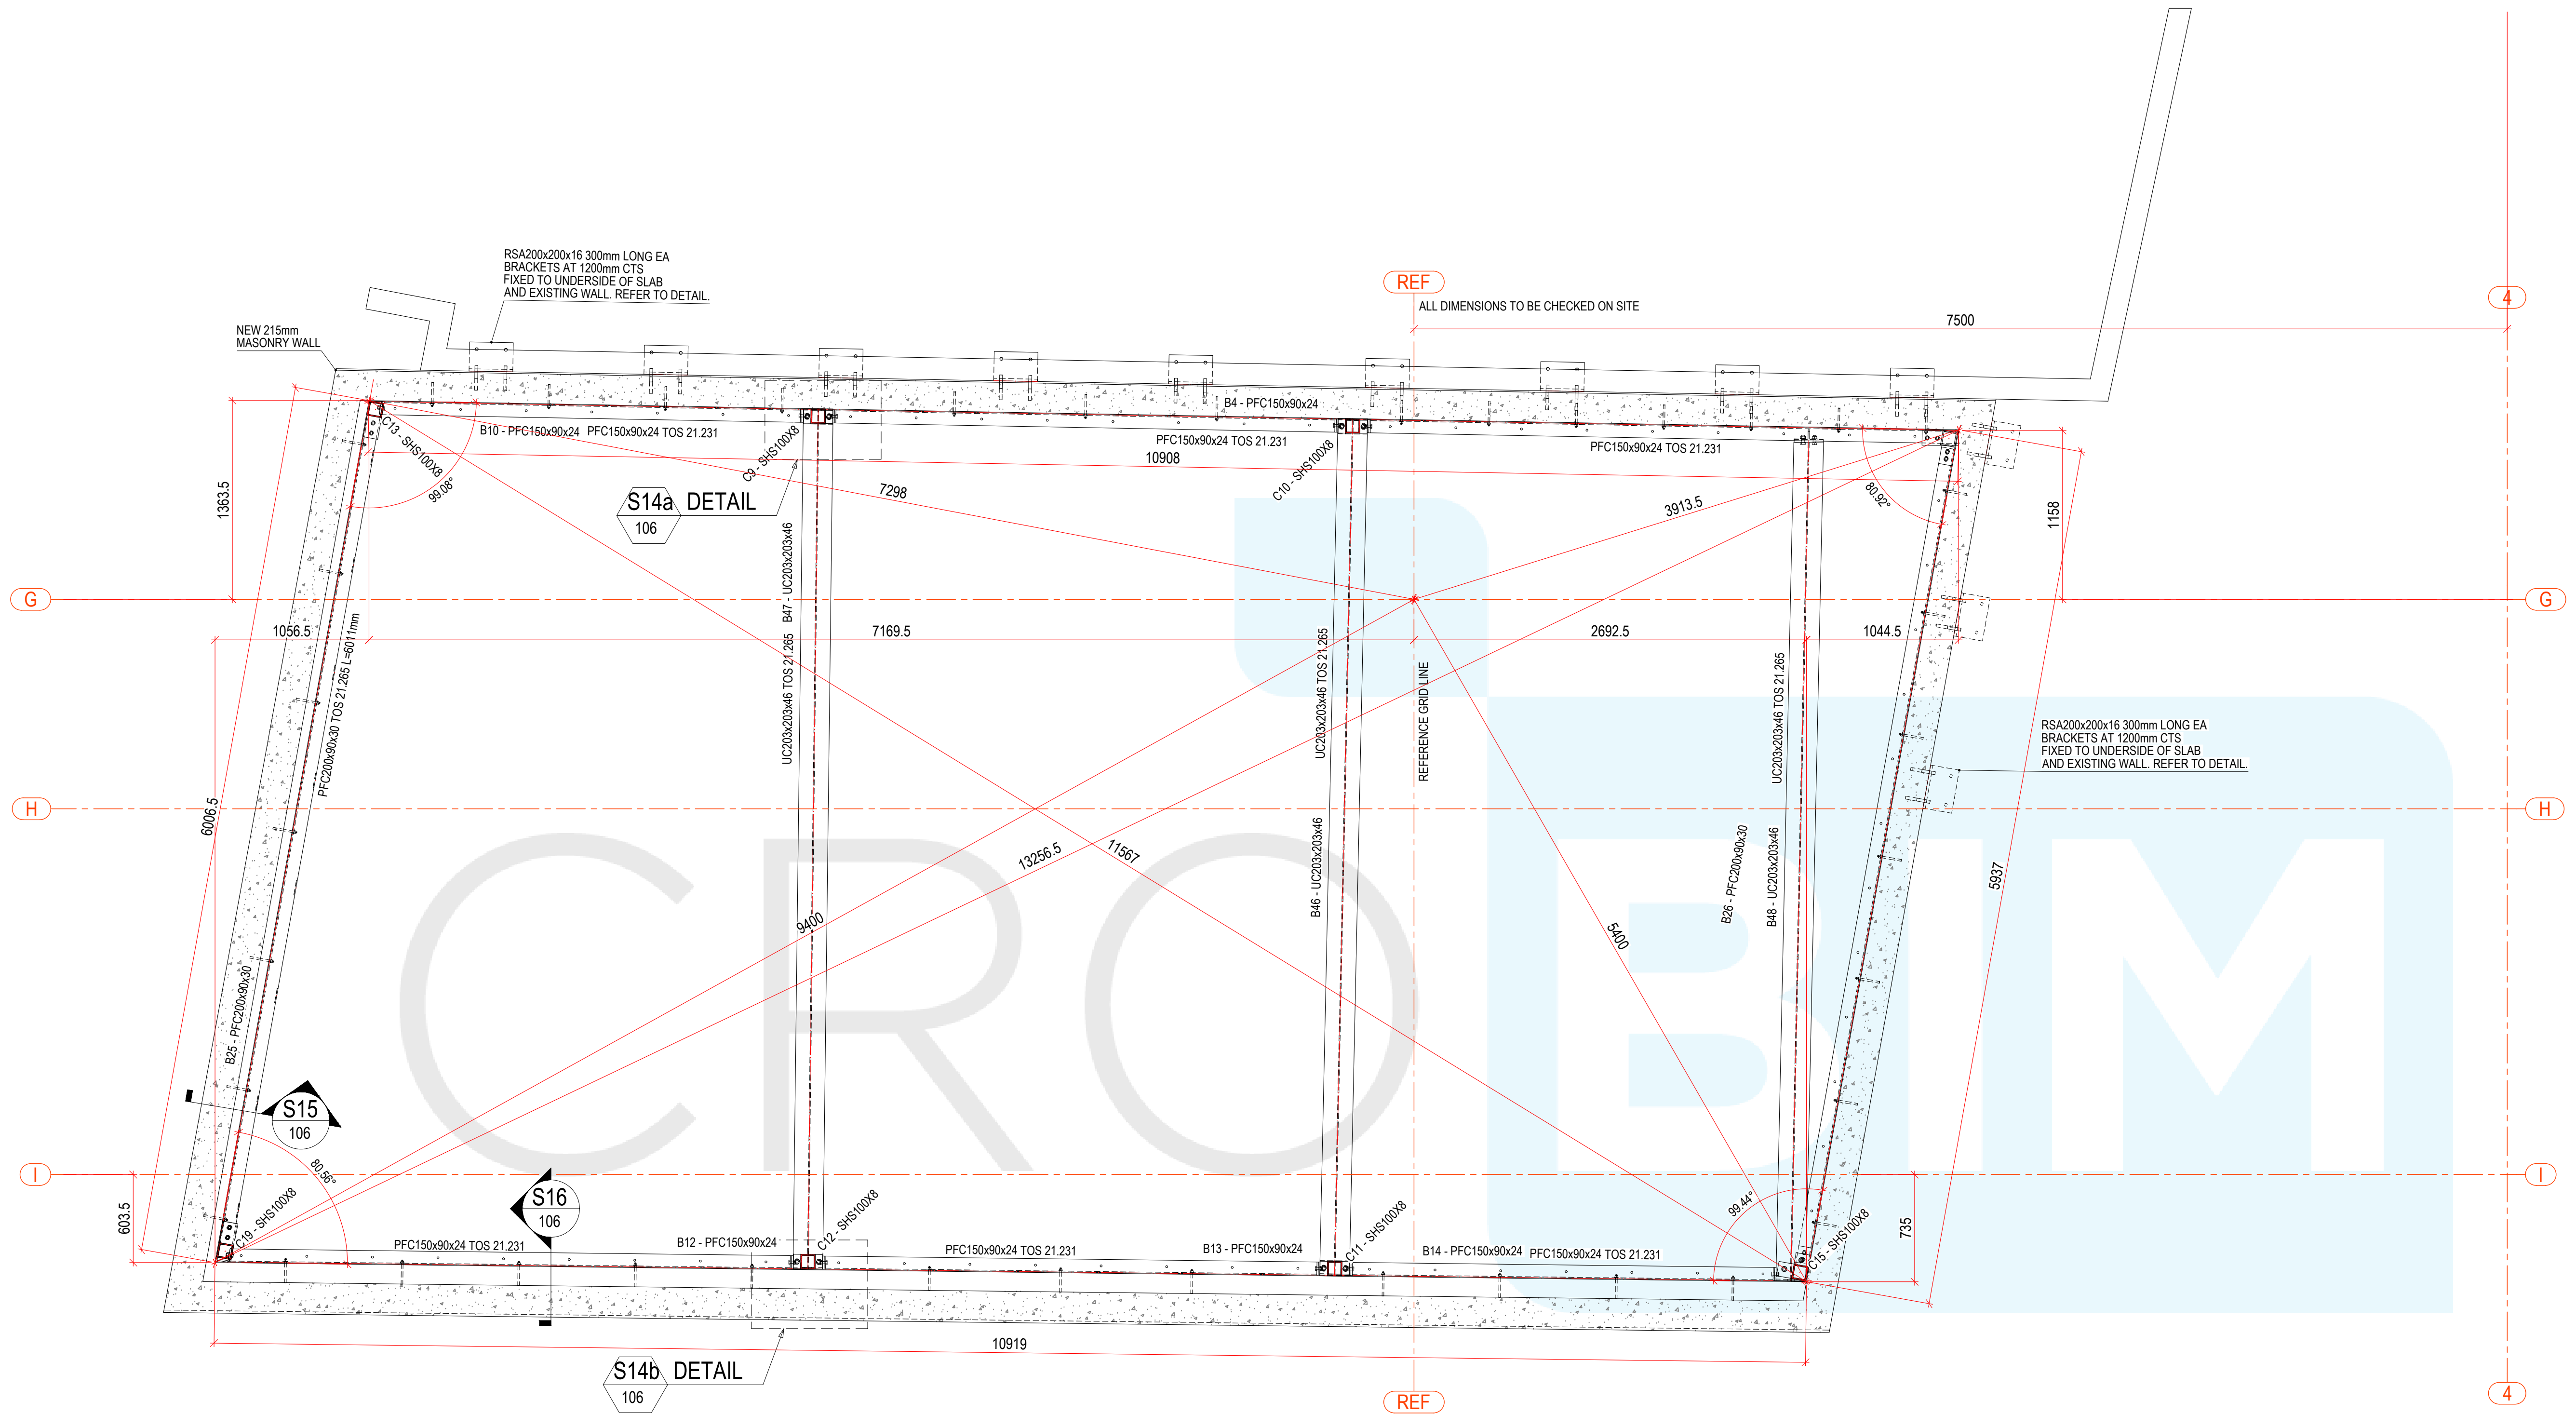 RSA200x200x16 300mm LONG EA
BRACKETS AT 1200mm CTS
FIXED TO UNDERSIDE OF SLAB
AND EXISTING WALL. REFER TO DETAIL.
REF
ALL DIMENSIONS TO BE CHECKED ON SITE
4
7500
NEW 215mm
MASONRY WALL
B4 - PFC150x90x24
B10 - PFC150x90x24
PFC150x90x24 TOS 21.231
PFC150x90x24 TOS 21.231
PFC150x90x24 TOS 21.231
C13 - SHS100X8
C9 - SHS100X8
C10 - SHS100X8
10908
99.08°
80.92°
S14a
106
DETAIL
7298
3913.5
1363.5
1158
G
G
1056.5
7169.5
2692.5
1044.5
PFC200x90x30 TOS 21.265 L=6011mm
UC203x203x46 TOS 21.265
B47 - UC203x203x46
UC203x203x46 TOS 21.265
REFERENCE GRID LINE
UC203x203x46 TOS 21.265
RSA200x200x16 300mm LONG EA
BRACKETS AT 1200mm CTS
FIXED TO UNDERSIDE OF SLAB
AND EXISTING WALL. REFER TO DETAIL.
H
H
6006.5
13256.5
11567
B46 - UC203x203x46
B26 - PFC200x90x30
B48 - UC203x203x46
5937
9400
5400
CRO
BIM
B25 - PFC200x90x30
S15
106
80.56°
I
I
603.5
S16
106
99.44°
735
C19 - SHS100X8
C12 - SHS100X8
C11 - SHS100X8
C15 - SHS100X8
PFC150x90x24 TOS 21.231
B12 - PFC150x90x24
PFC150x90x24 TOS 21.231
B13 - PFC150x90x24
B14 - PFC150x90x24
PFC150x90x24 TOS 21.231
10919
S14b
106
DETAIL
REF
4